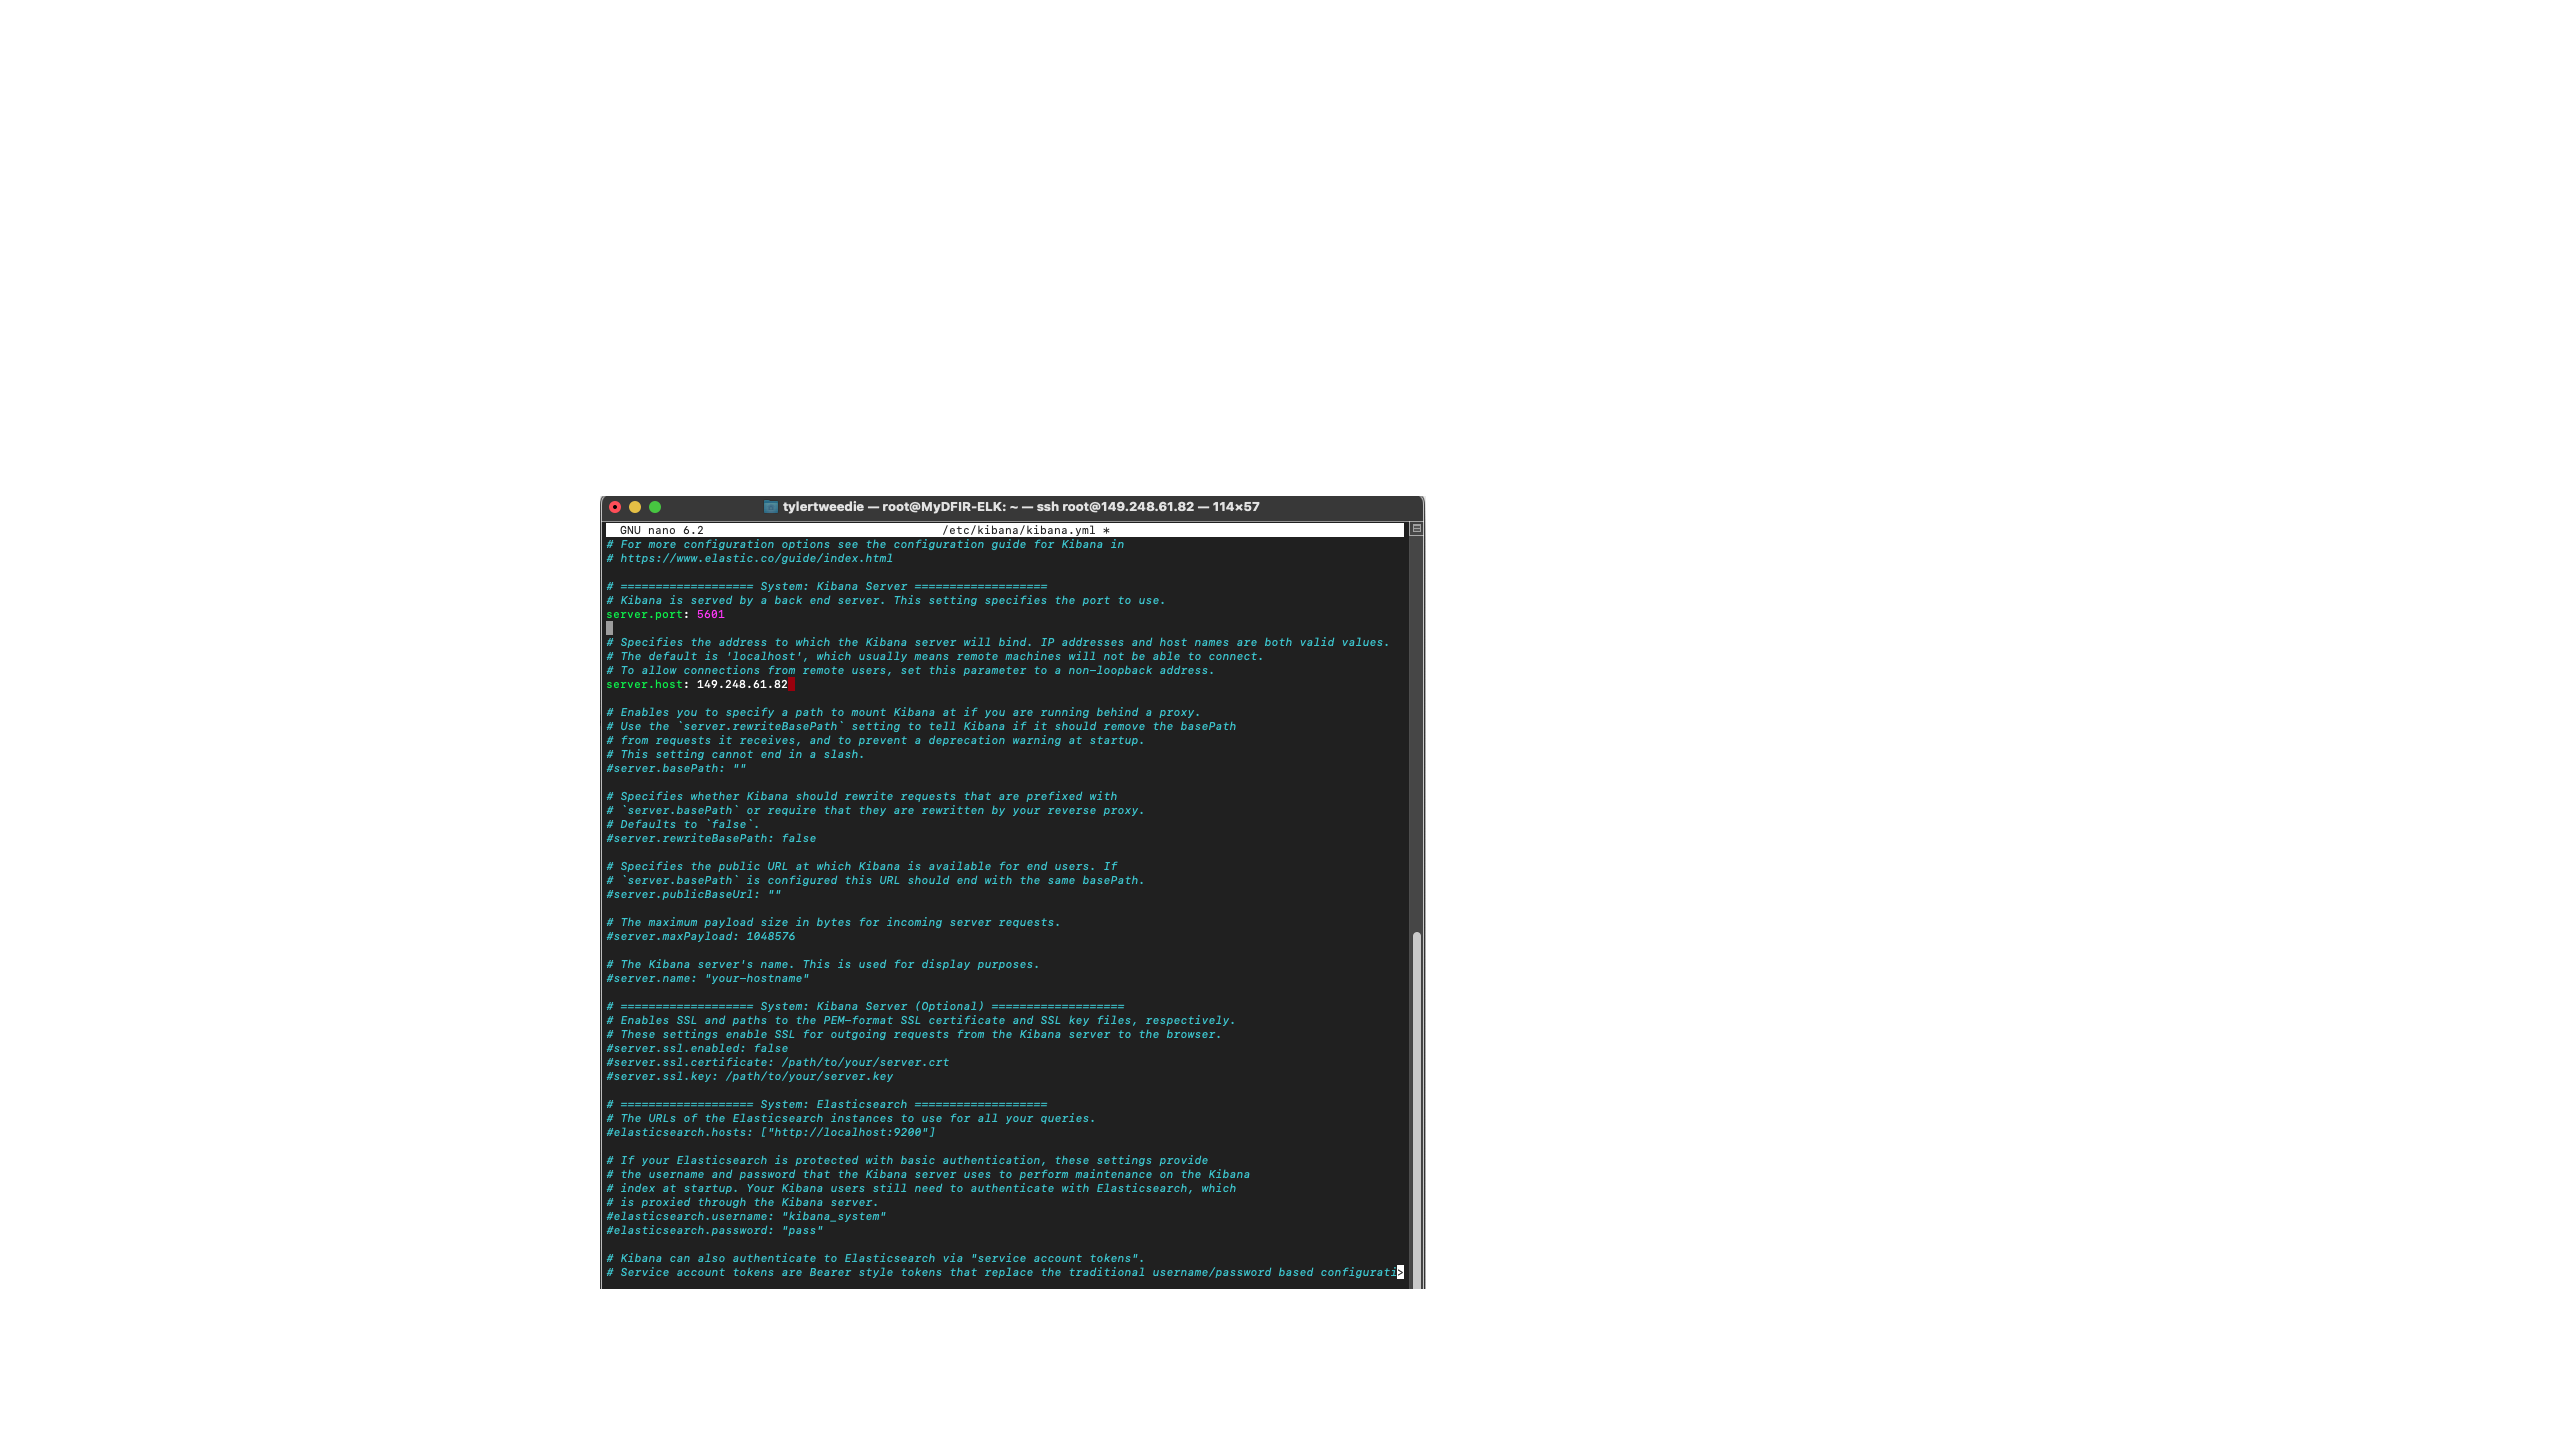 tylertweedie — root@MyDFIR-ELK: ~ — ssh root@149.248.61.82 — 114×57
GNU nano 6.2 /etc/kibana/kibana.yml *
# For more configuration options see the configuration guide for Kibana in
# https://www.elastic.co/guide/index.html
# =================== System: Kibana Server ===================
# Kibana is served by a back end server. This setting specifies the port to use.
server.port: 5601
# Specifies the address to which the Kibana server will bind. IP addresses and host names are both valid values.
# The default is 'localhost', which usually means remote machines will not be able to connect.
# To allow connections from remote users, set this parameter to a non-loopback address.
server.host: 149.248.61.82
# Enables you to specify a path to mount Kibana at if you are running behind a proxy.
# Use the `server.rewriteBasePath` setting to tell Kibana if it should remove the basePath
# from requests it receives, and to prevent a deprecation warning at startup.
# This setting cannot end in a slash.
#server.basePath: ""
# Specifies whether Kibana should rewrite requests that are prefixed with
# `server.basePath` or require that they are rewritten by your reverse proxy.
# Defaults to `false`.
#server.rewriteBasePath: false
# Specifies the public URL at which Kibana is available for end users. If
# `server.basePath` is configured this URL should end with the same basePath.
#server.publicBaseUrl: ""
# The maximum payload size in bytes for incoming server requests.
#server.maxPayload: 1048576
# The Kibana server's name. This is used for display purposes.
#server.name: "your-hostname"
# =================== System: Kibana Server (Optional) ===================
# Enables SSL and paths to the PEM-format SSL certificate and SSL key files, respectively.
# These settings enable SSL for outgoing requests from the Kibana server to the browser.
#server.ssl.enabled: false
#server.ssl.certificate: /path/to/your/server.crt
#server.ssl.key: /path/to/your/server.key
# =================== System: Elasticsearch ===================
# The URLs of the Elasticsearch instances to use for all your queries.
#elasticsearch.hosts: ["http://localhost:9200"]
# If your Elasticsearch is protected with basic authentication, these settings provide
# the username and password that the Kibana server uses to perform maintenance on the Kibana
# index at startup. Your Kibana users still need to authenticate with Elasticsearch, which
# is proxied through the Kibana server.
#elasticsearch.username: "kibana_system"
#elasticsearch.password: "pass"
# Kibana can also authenticate to Elasticsearch via "service account tokens".
# Service account tokens are Bearer style tokens that replace the traditional username/password based configurati>